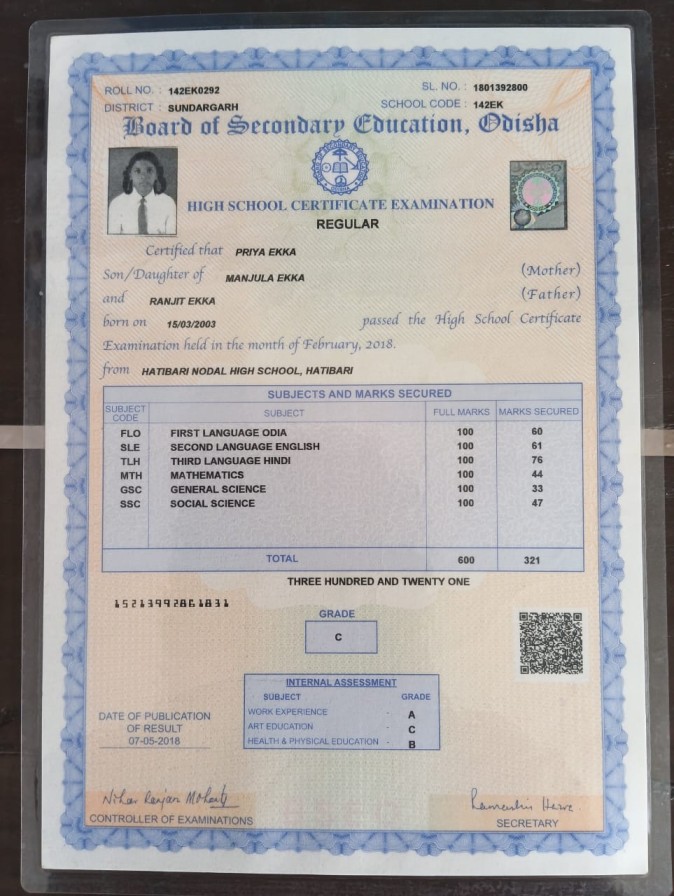 ROLL NO. : 142EK0292 SL. NO. : 1801392800
DISTRICT : SUNDARGARH SCHOOL CODE : 142EK
Board of Secondary Education, Odisha
HIGH SCHOOL CERTIFICATE EXAMINATION
REGULAR
Certified that PRIYA EKKA
Son/Daughter of MANJULA EKKA (Mother)
and RANJIT EKKA (Father)
born on 15/03/2003 passed the High School Certificate
Examination held in the month of February, 2018.
from HATIBARI NODAL HIGH SCHOOL, HATIBARI
SUBJECTS AND MARKS SECURED
SUBJECT CODE SUBJECT FULL MARKS MARKS SECURED
FLO FIRST LANGUAGE ODIA 100 60
SLE SECOND LANGUAGE ENGLISH 100 61
TLH THIRD LANGUAGE HINDI 100 76
MTH MATHEMATICS 100 44
GSC GENERAL SCIENCE 100 33
SSC SOCIAL SCIENCE 100 47
TOTAL 600 321
THREE HUNDRED AND TWENTY ONE
15213992861831
GRADE
C
INTERNAL ASSESSMENT
SUBJECT GRADE
WORK EXPERIENCE - A
ART EDUCATION - C
HEALTH & PHYSICAL EDUCATION - B
DATE OF PUBLICATION
OF RESULT
07-05-2018
Nihar Ranjan Mohanty
CONTROLLER OF EXAMINATIONS
SECRETARY